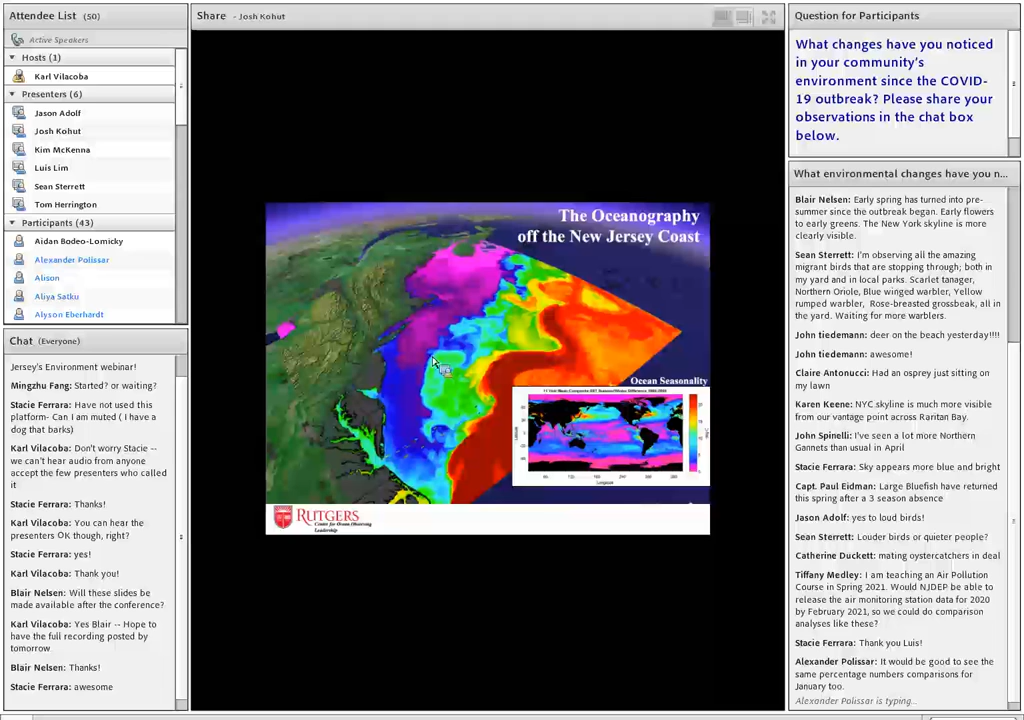 Attendee List (50)
Active Speakers
Hosts (1)
Karl Vilacoba
Presenters (6)
Jason Adolf
Josh Kohut
Kim McKenna
Luis Lim
Sean Sterrett
Tom Herrington
Participants (43)
Aidan Bodeo-Lomicky
Alexander Polissar
Alison
Aliya Satku
Alyson Eberhardt
Chat (Everyone)
Jersey's Environment webinar!
Mingzhu Fang: Started? or waiting?
Stacie Ferrara: Have not used this
platform- Can I am muted ( I have a
dog that barks)
Karl Vilacoba: Don't worry Stacie --
we can't hear audio from anyone
accept the few presenters who called
it
Stacie Ferrara: Thanks!
Karl Vilacoba: You can hear the
presenters OK though, right?
Stacie Ferrara: yes!
Karl Vilacoba: Thank you!
Blair Nelsen: Will these slides be
made available after the conference?
Karl Vilacoba: Yes Blair -- Hope to
have the full recording posted by
tomorrow
Blair Nelsen: Thanks!
Stacie Ferrara: awesome
Share - Josh Kohut
The Oceanography
off the New Jersey Coast
Ocean Seasonality
Longitude
RUTGERS
Center for Ocean Observing
Leadership
Question for Participants
What changes have you noticed
in your community's
environment since the COVID-
19 outbreak? Please share your
observations in the chat box
below.
What environmental changes have you n...
Blair Nelsen: Early spring has turned into pre-
summer since the outbreak began. Early flowers
to early greens. The New York skyline is more
clearly visible.
Sean Sterrett: I'm observing all the amazing
migrant birds that are stopping through; both in
my yard and in local parks. Scarlet tanager,
Northern Oriole, Blue winged warbler, Yellow
rumped warbler, Rose-breasted grosbeak, all in
the yard. Waiting for more warblers.
John tiedemann: deer on the beach yesterday!!!!
John tiedemann: awesome!
Claire Antonucci: Had an osprey just sitting on
my lawn
Karen Keene: NYC skyline is much more visible
from our vantage point across Raritan Bay.
John Spinelli: I've seen a lot more Northern
Gannets than usual in April
Stacie Ferrara: Sky appears more blue and bright
Capt. Paul Eidman: Large Bluefish have returned
this spring after a 3 season absence
Jason Adolf: yes to loud birds!
Sean Sterrett: Louder birds or quieter people?
Catherine Duckett: mating oystercatchers in deal
Tiffany Medley: I am teaching an Air Pollution
Course in Spring 2021. Would NJDEP be able to
release the air monitoring station data for 2020
by February 2021, so we could do comparison
analyses like these?
Stacie Ferrara: Thank you Luis!
Alexander Polissar: It would be good to see the
same percentage numbers comparisons for
January too.
Alexander Polissar is typing...